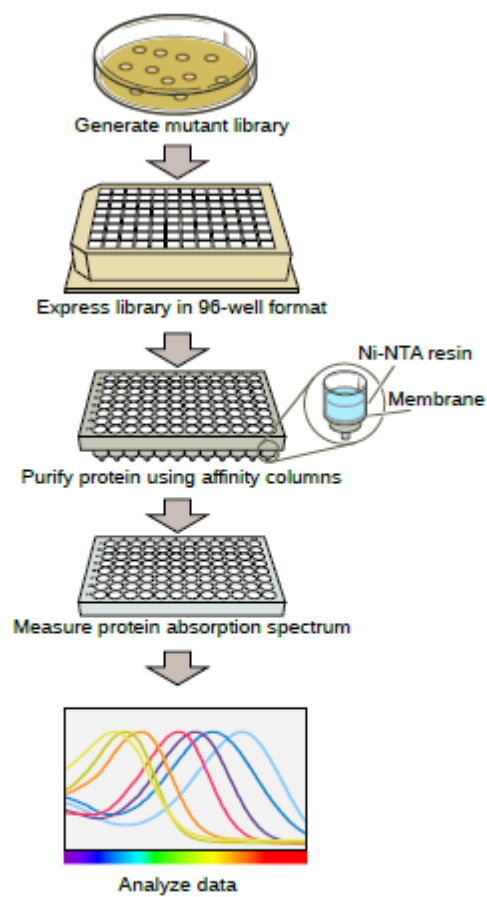 Generate mutant library
Express library in 96-well format
Ni-NTA resin
Membrane
Purify protein using affinity columns
Measure protein absorption spectrum
Analyze data